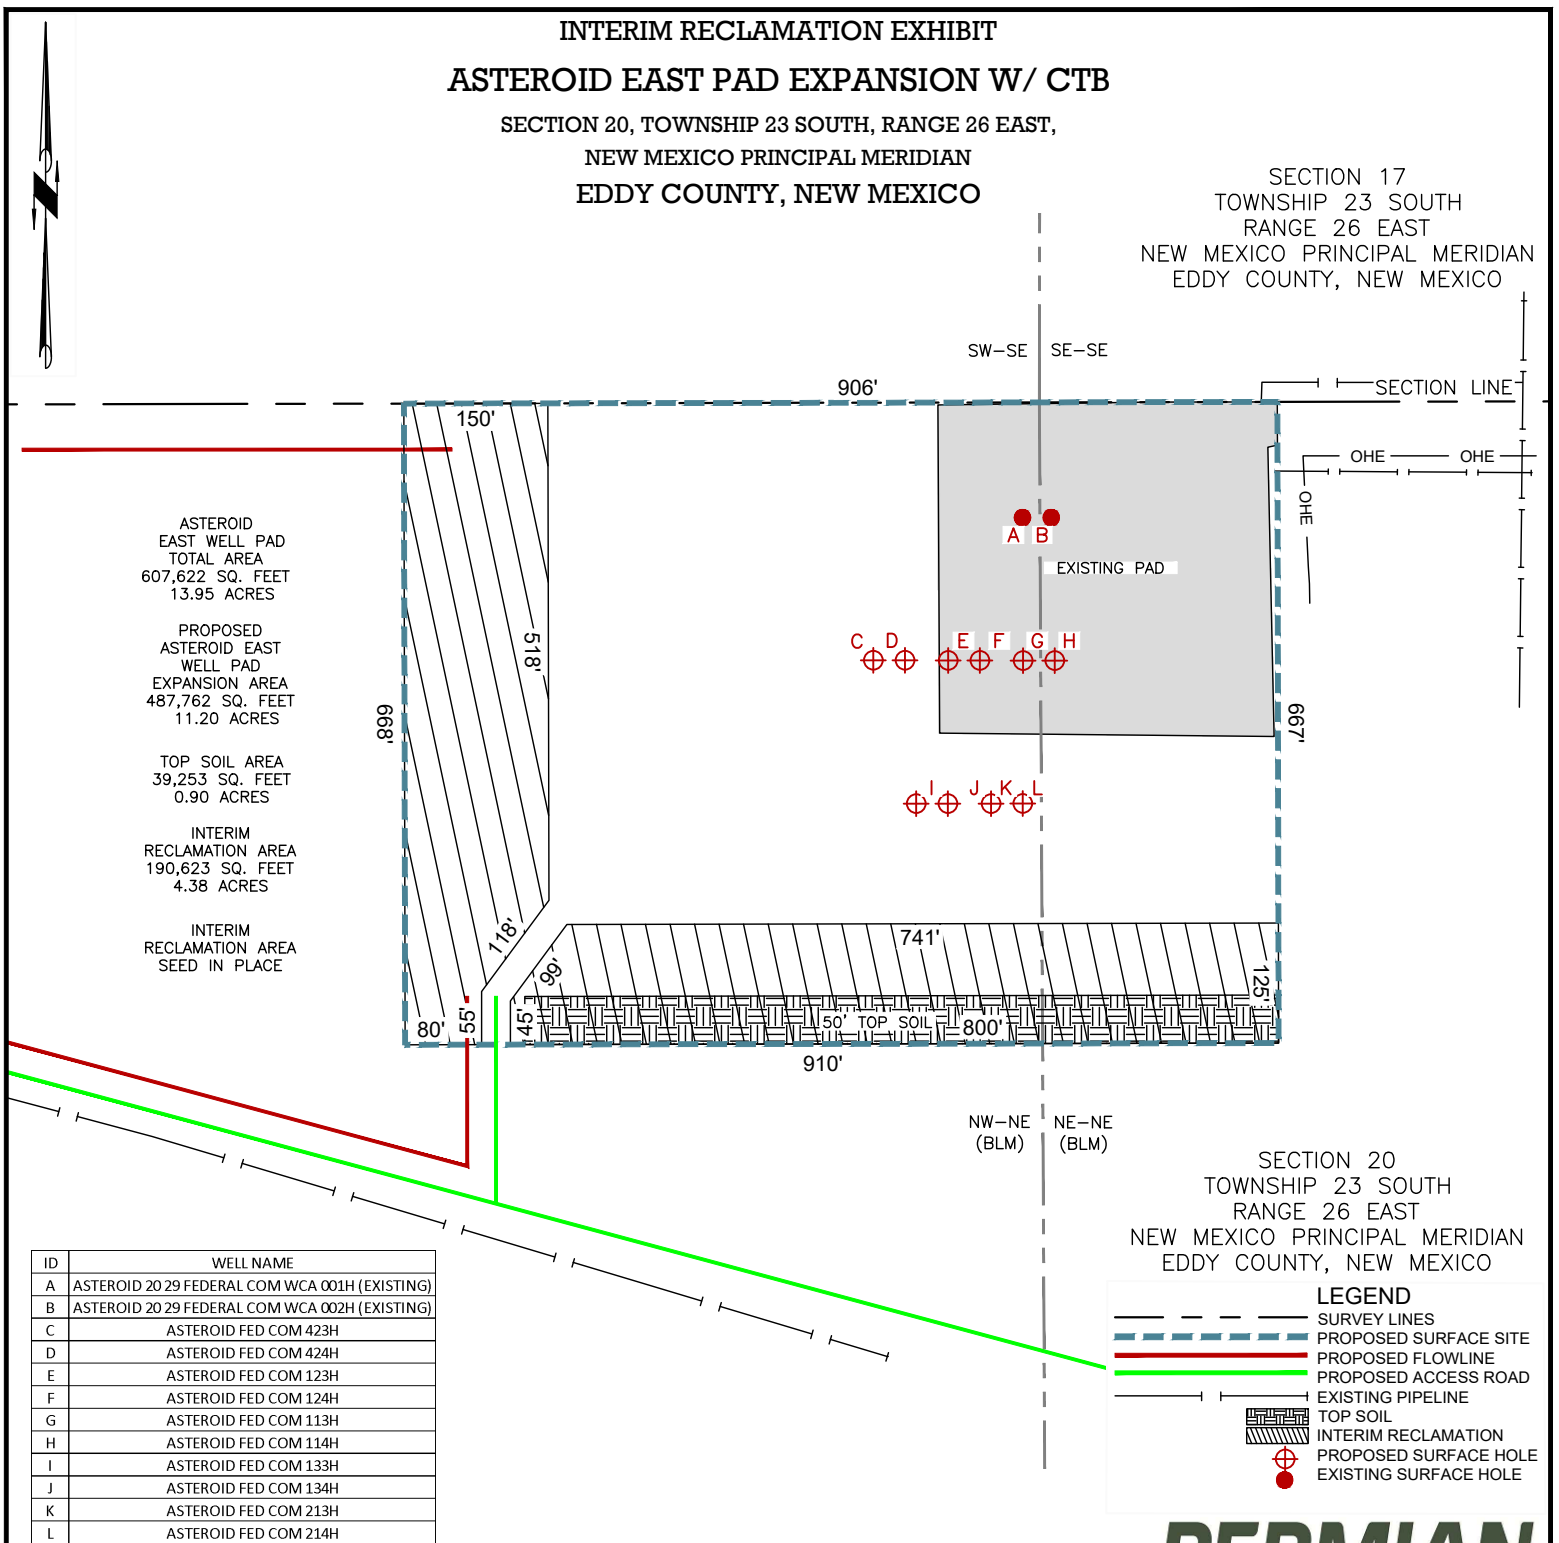 INTERIM RECLAMATION EXHIBIT
ASTEROID EAST PAD EXPANSION W/ CTB
SECTION 20, TOWNSHIP 23 SOUTH, RANGE 26 EAST,
NEW MEXICO PRINCIPAL MERIDIAN
EDDY COUNTY, NEW MEXICO
SECTION 17
TOWNSHIP 23 SOUTH
RANGE 26 EAST
NEW MEXICO PRINCIPAL MERIDIAN
EDDY COUNTY, NEW MEXICO
SW-SE SE-SE
906'
SECTION LINE
150'
OHE OHE
OHE
ASTEROID
EAST WELL PAD
TOTAL AREA
607,622 SQ. FEET
13.95 ACRES
A B
EXISTING PAD
PROPOSED
ASTEROID EAST
WELL PAD
EXPANSION AREA
487,762 SQ. FEET
11.20 ACRES
518'
C D E F G H
668'
667'
TOP SOIL AREA
39,253 SQ. FEET
0.90 ACRES
I J K L
INTERIM
RECLAMATION AREA
190,623 SQ. FEET
4.38 ACRES
INTERIM
RECLAMATION AREA
SEED IN PLACE
118'
99'
741'
125'
80'
55'
45'
50' TOP SOIL
800'
910'
NW-NE NE-NE
(BLM) (BLM)
SECTION 20
TOWNSHIP 23 SOUTH
RANGE 26 EAST
NEW MEXICO PRINCIPAL MERIDIAN
EDDY COUNTY, NEW MEXICO
ID WELL NAME
A ASTEROID 20 29 FEDERAL COM WCA 001H (EXISTING)
B ASTEROID 20 29 FEDERAL COM WCA 002H (EXISTING)
C ASTEROID FED COM 423H
D ASTEROID FED COM 424H
E ASTEROID FED COM 123H
F ASTEROID FED COM 124H
G ASTEROID FED COM 113H
H ASTEROID FED COM 114H
I ASTEROID FED COM 133H
J ASTEROID FED COM 134H
K ASTEROID FED COM 213H
L ASTEROID FED COM 214H
LEGEND
SURVEY LINES
PROPOSED SURFACE SITE
PROPOSED FLOWLINE
PROPOSED ACCESS ROAD
EXISTING PIPELINE
TOP SOIL
INTERIM RECLAMATION
PROPOSED SURFACE HOLE
EXISTING SURFACE HOLE
PERMIAN